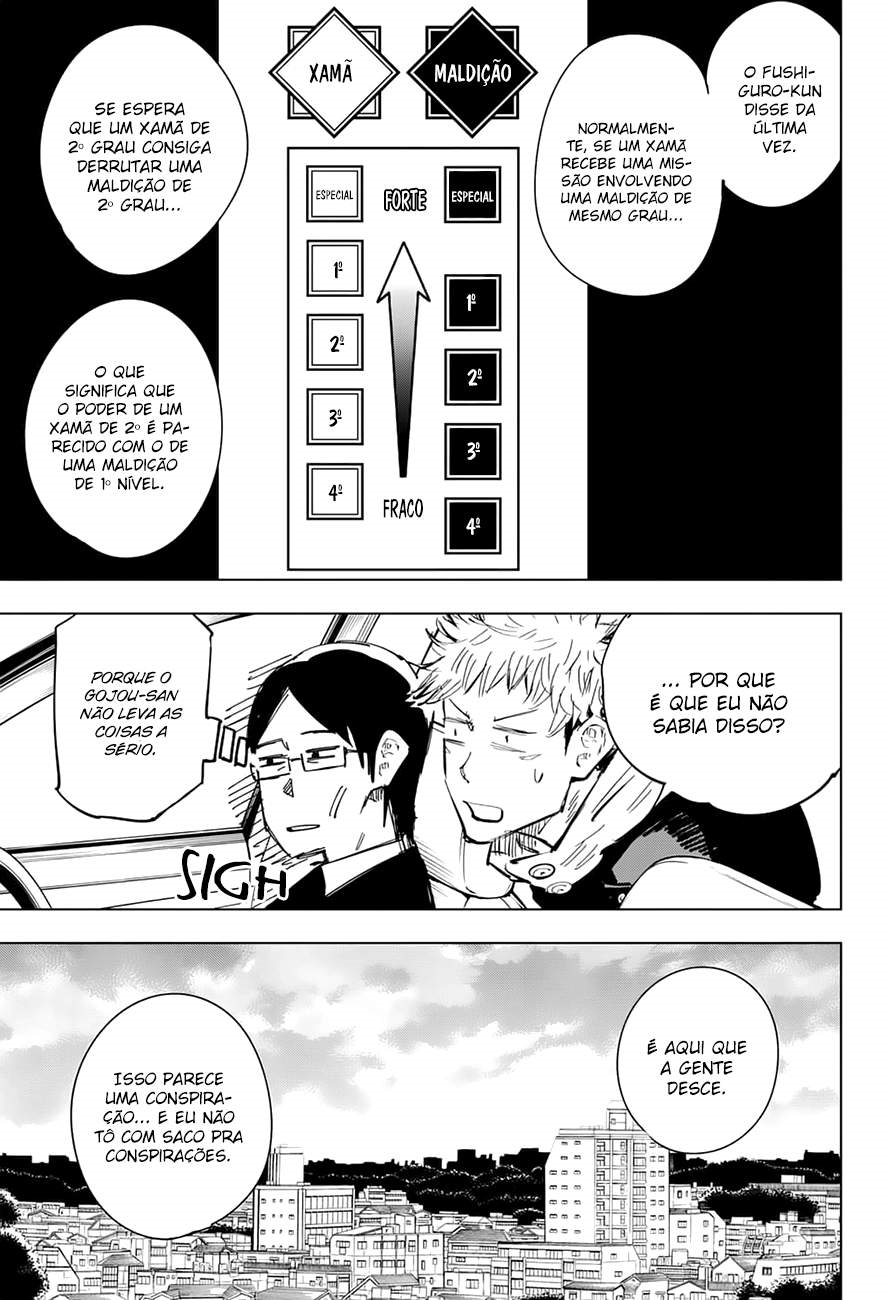 O FUSHI-
GURO-KUN
DISSE DA
ÚLTIMA
VEZ.
NORMALMEN-
TE, SE UM XAMÃ
RECEBE UMA MIS-
SÃO ENVOLVENDO
UMA MALDIÇÃO DE
MESMO GRAU...
XAMÃ
MALDIÇÃO
ESPECIAL
FORTE
ESPECIAL
1º
1º
2º
2º
3º
3º
4º
FRACO
4º
SE ESPERA
QUE UM XAMÃ DE
2º GRAU CONSIGA
DERRUTAR UMA
MALDIÇÃO DE
2º GRAU...
O QUE
SIGNIFICA QUE
O PODER DE UM
XAMÃ DE 2º É PA-
RECIDO COM O DE
UMA MALDIÇÃO
DE 1º NÍVEL.
... POR QUE
É QUE EU NÃO
SABIA DISSO?
PORQUE O
GOJOU-SAN
NÃO LEVA AS
COISAS A
SÉRIO.
SIGH
É AQUI QUE
A GENTE
DESCE.
ISSO PARECE
UMA CONSPIRA-
ÇÃO... E EU NÃO
TÔ COM SACO PRA
CONSPIRAÇÕES.